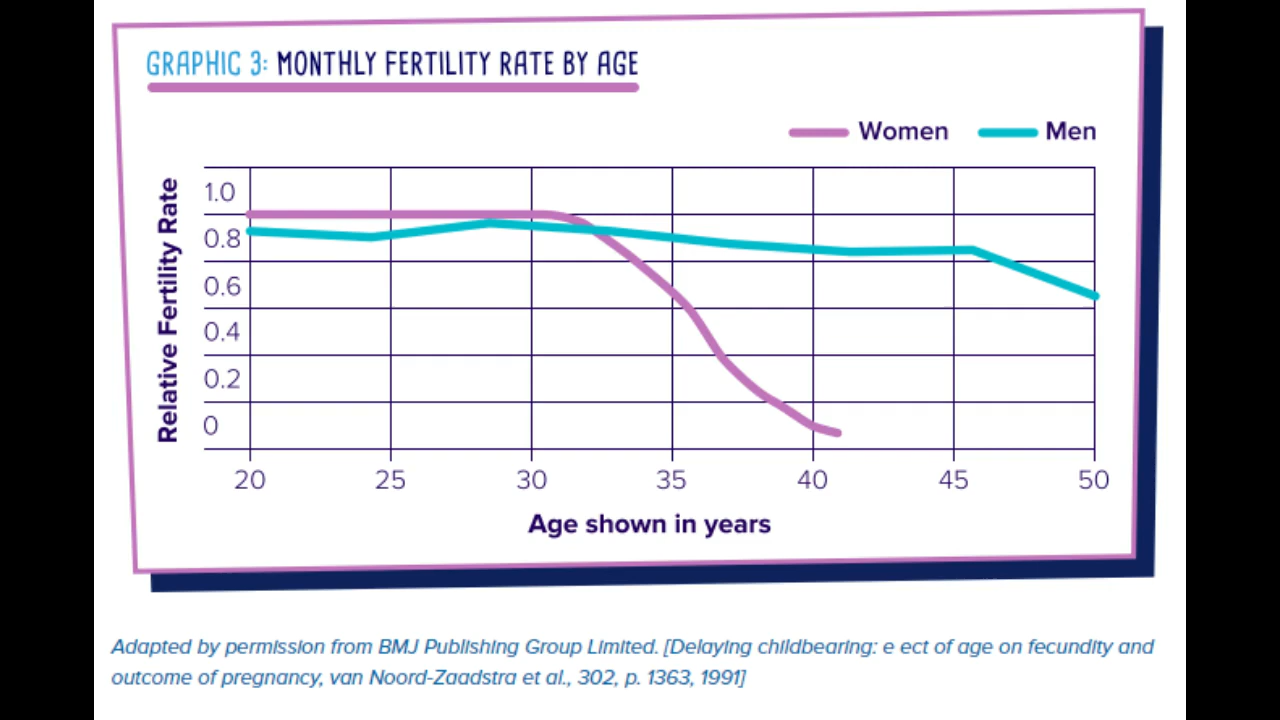 GRAPHIC 3: MONTHLY FERTILITY RATE BY AGE
Women Men
Relative Fertility Rate
1.0
0.8
0.6
0.4
0.2
0
20 25 30 35 40 45 50
Age shown in years
Adapted by permission from BMJ Publishing Group Limited. [Delaying childbearing: e ect of age on fecundity and
outcome of pregnancy, van Noord-Zaadstra et al., 302, p. 1363, 1991]